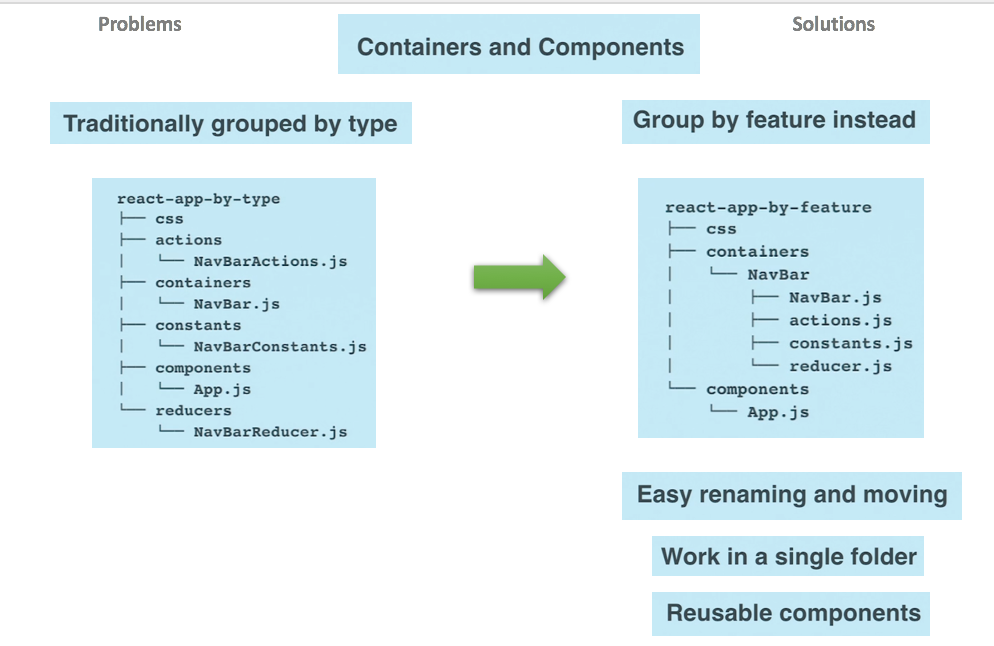 Problems
Solutions
Containers and Components
Traditionally grouped by type
Group by feature instead
react-app-by-type
├── css
├── actions
│   └── NavBarActions.js
├── containers
│   └── NavBar.js
├── constants
│   └── NavBarConstants.js
├── components
│   └── App.js
└── reducers
    └── NavBarReducer.js
react-app-by-feature
├── css
├── containers
│   └── NavBar
│       ├── NavBar.js
│       ├── actions.js
│       ├── constants.js
│       └── reducer.js
└── components
    └── App.js
Easy renaming and moving
Work in a single folder
Reusable components